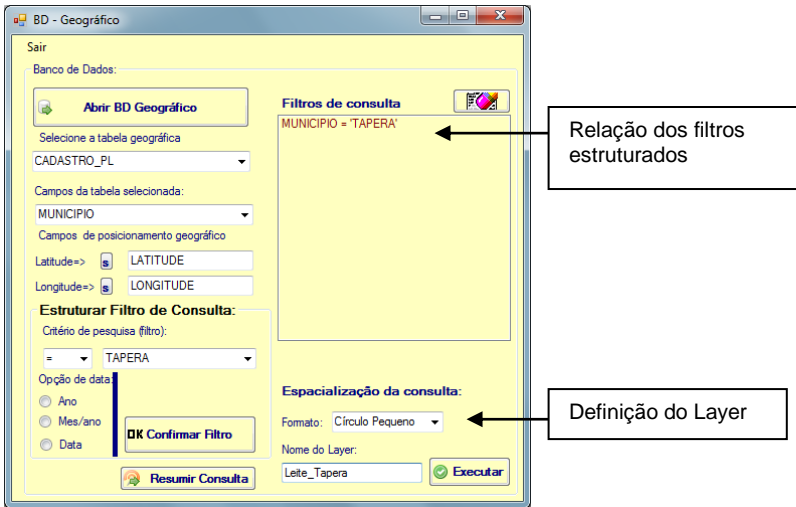 BD - Geográfico
Sair
Banco de Dados:
Abrir BD Geográfico
Selecione a tabela geográfica
CADASTRO_PL
Campos da tabela selecionada:
MUNICIPIO
Campos de posicionamento geográfico
Latitude=> s LATITUDE
Longitude=> s LONGITUDE
Estruturar Filtro de Consulta:
Critério de pesquisa (filtro):
= TAPERA
Opção de data:
Ano
Mes/ano
Data
OK Confirmar Filtro
Resumir Consulta
Filtros de consulta
MUNICIPIO = 'TAPERA'
Espacialização da consulta:
Formato: Círculo Pequeno
Nome do Layer:
Leite_Tapera
Executar
Relação dos filtros
estruturados
Definição do Layer